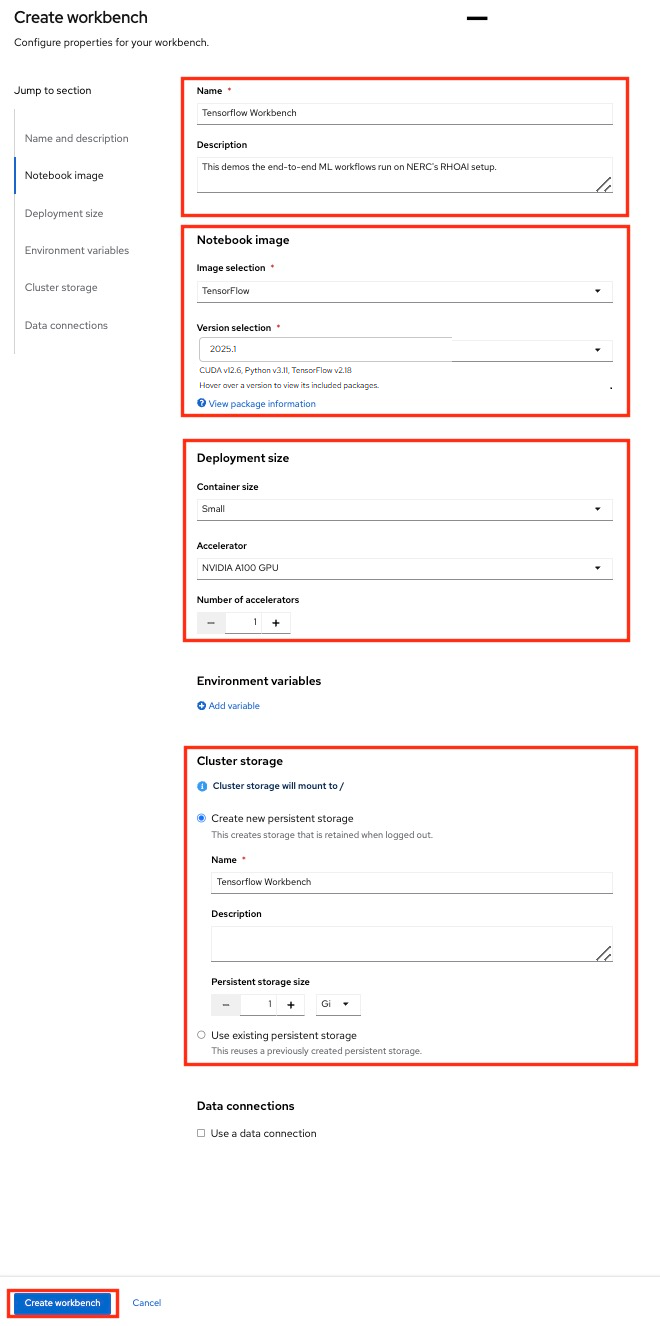 Create workbench
Configure properties for your workbench.
Jump to section
Name and description
Notebook image
Deployment size
Environment variables
Cluster storage
Data connections
Name *
Tensorflow Workbench
Description
This demos the end-to-end ML workflows run on NERC's RHOAI setup.
Notebook image
Image selection *
TensorFlow
Version selection *
2025.1
CUDA v12.6, Python v3.11, TensorFlow v2.18
Hover over a version to view its included packages.
View package information
Deployment size
Container size
Small
Accelerator
NVIDIA A100 GPU
Number of accelerators
1
Environment variables
Add variable
Cluster storage
Cluster storage will mount to /
Create new persistent storage
This creates storage that is retained when logged out.
Name *
Tensorflow Workbench
Description
Persistent storage size
1 Gi
Use existing persistent storage
This reuses a previously created persistent storage.
Data connections
Use a data connection
Create workbench Cancel